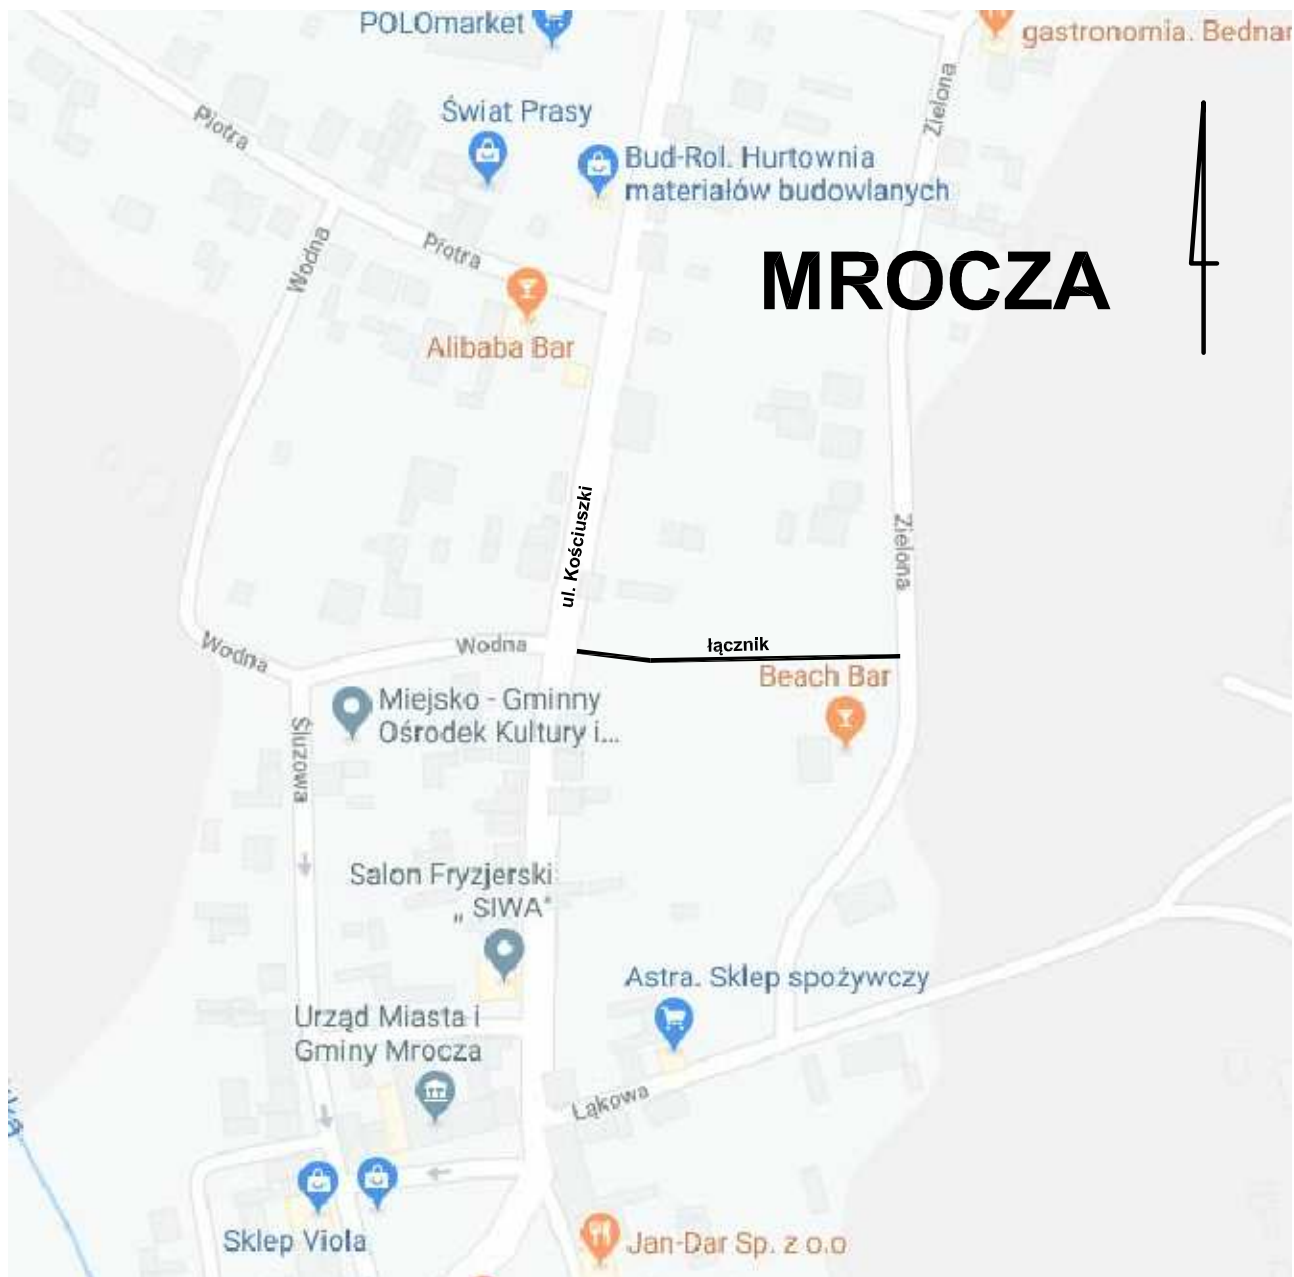 POLOmarket
gastronomia. Bednar
Zielona
Świat Prasy
Piotra
Bud-Rol. Hurtownia
materiałów budowlanych
Wodna
Piotra
MROCZA
Alibaba Bar
ul. Kościuszki
Zielona
Wodna
Wodna
łącznik
Beach Bar
Miejsko - Gminny
Ośrodek Kultury i...
Śluzowa
Salon Fryzjerski
„ SIWA"
Astra. Sklep spożywczy
Urząd Miasta i
Gminy Mrocza
Łąkowa
Sklep Viola
Jan-Dar Sp. z o.o